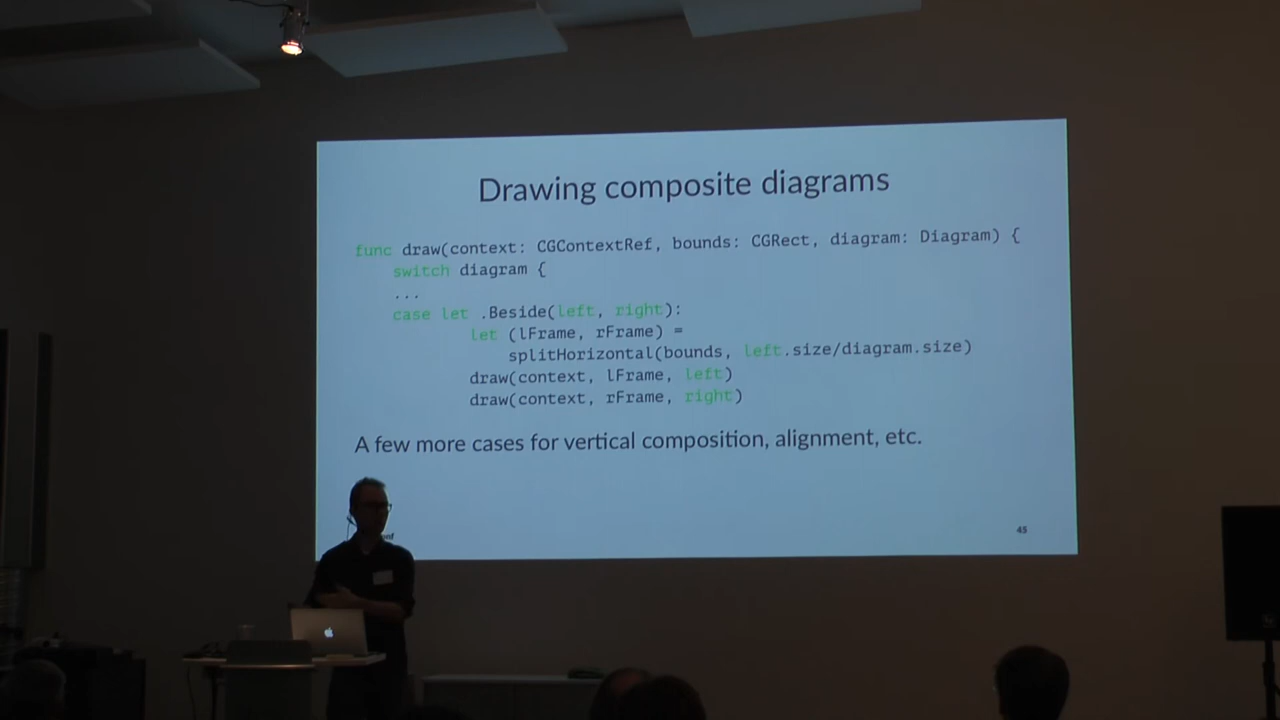 Drawing composite diagrams
func draw(context: CGContextRef, bounds: CGRect, diagram: Diagram) {
switch diagram {
...
case let .Beside(left, right):
let (lFrame, rFrame) =
splitHorizontal(bounds, left.size/diagram.size)
draw(context, lFrame, left)
draw(context, rFrame, right)
A few more cases for vertical composition, alignment, etc.
45